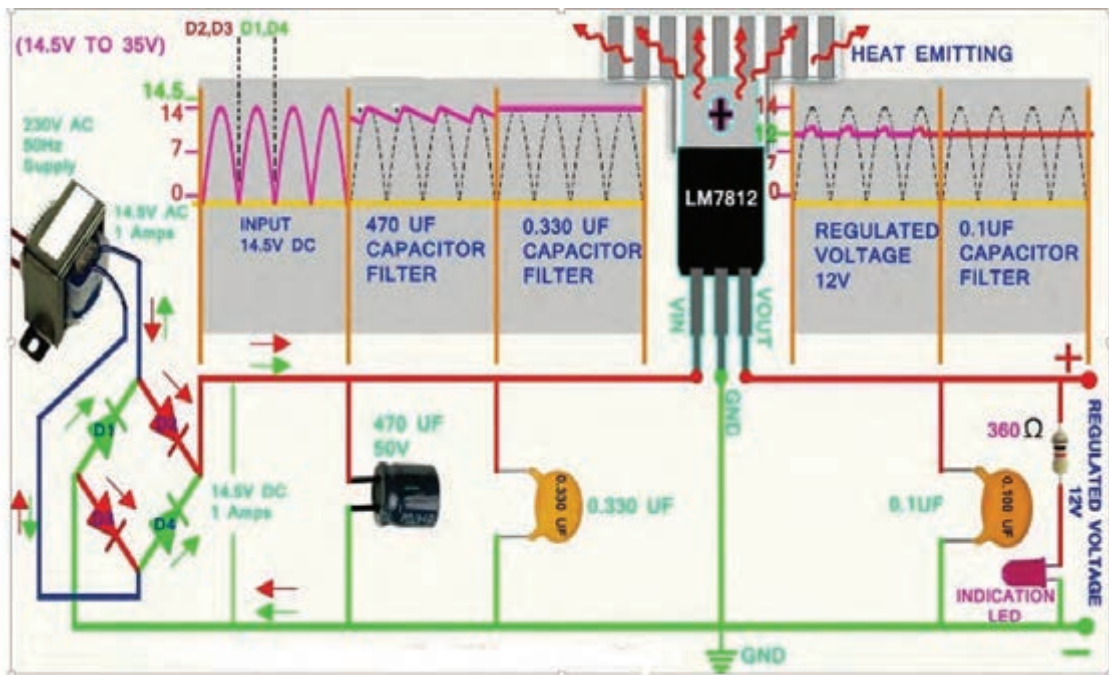 (14.5V TO 35V)
D2,D3 D1,D4
HEAT EMITTING
14.5
14
7
0
230V AC
50Hz
Supply
14.5V AC
1 Amps
INPUT
14.5V DC
470 UF
CAPACITOR
FILTER
0.330 UF
CAPACITOR
FILTER
LM7812
VIN
VOUT
GND
14
12
7
0
REGULATED
VOLTAGE
12V
0.1UF
CAPACITOR
FILTER
+
D1
D2
D3
D4
14.5V DC
1 Amps
470 UF
50V
0.330 UF
0.330 UF
0.1UF
0.100 UF
360Ω
INDICATION
LED
REGULATED VOLTAGE
12V
GND
−